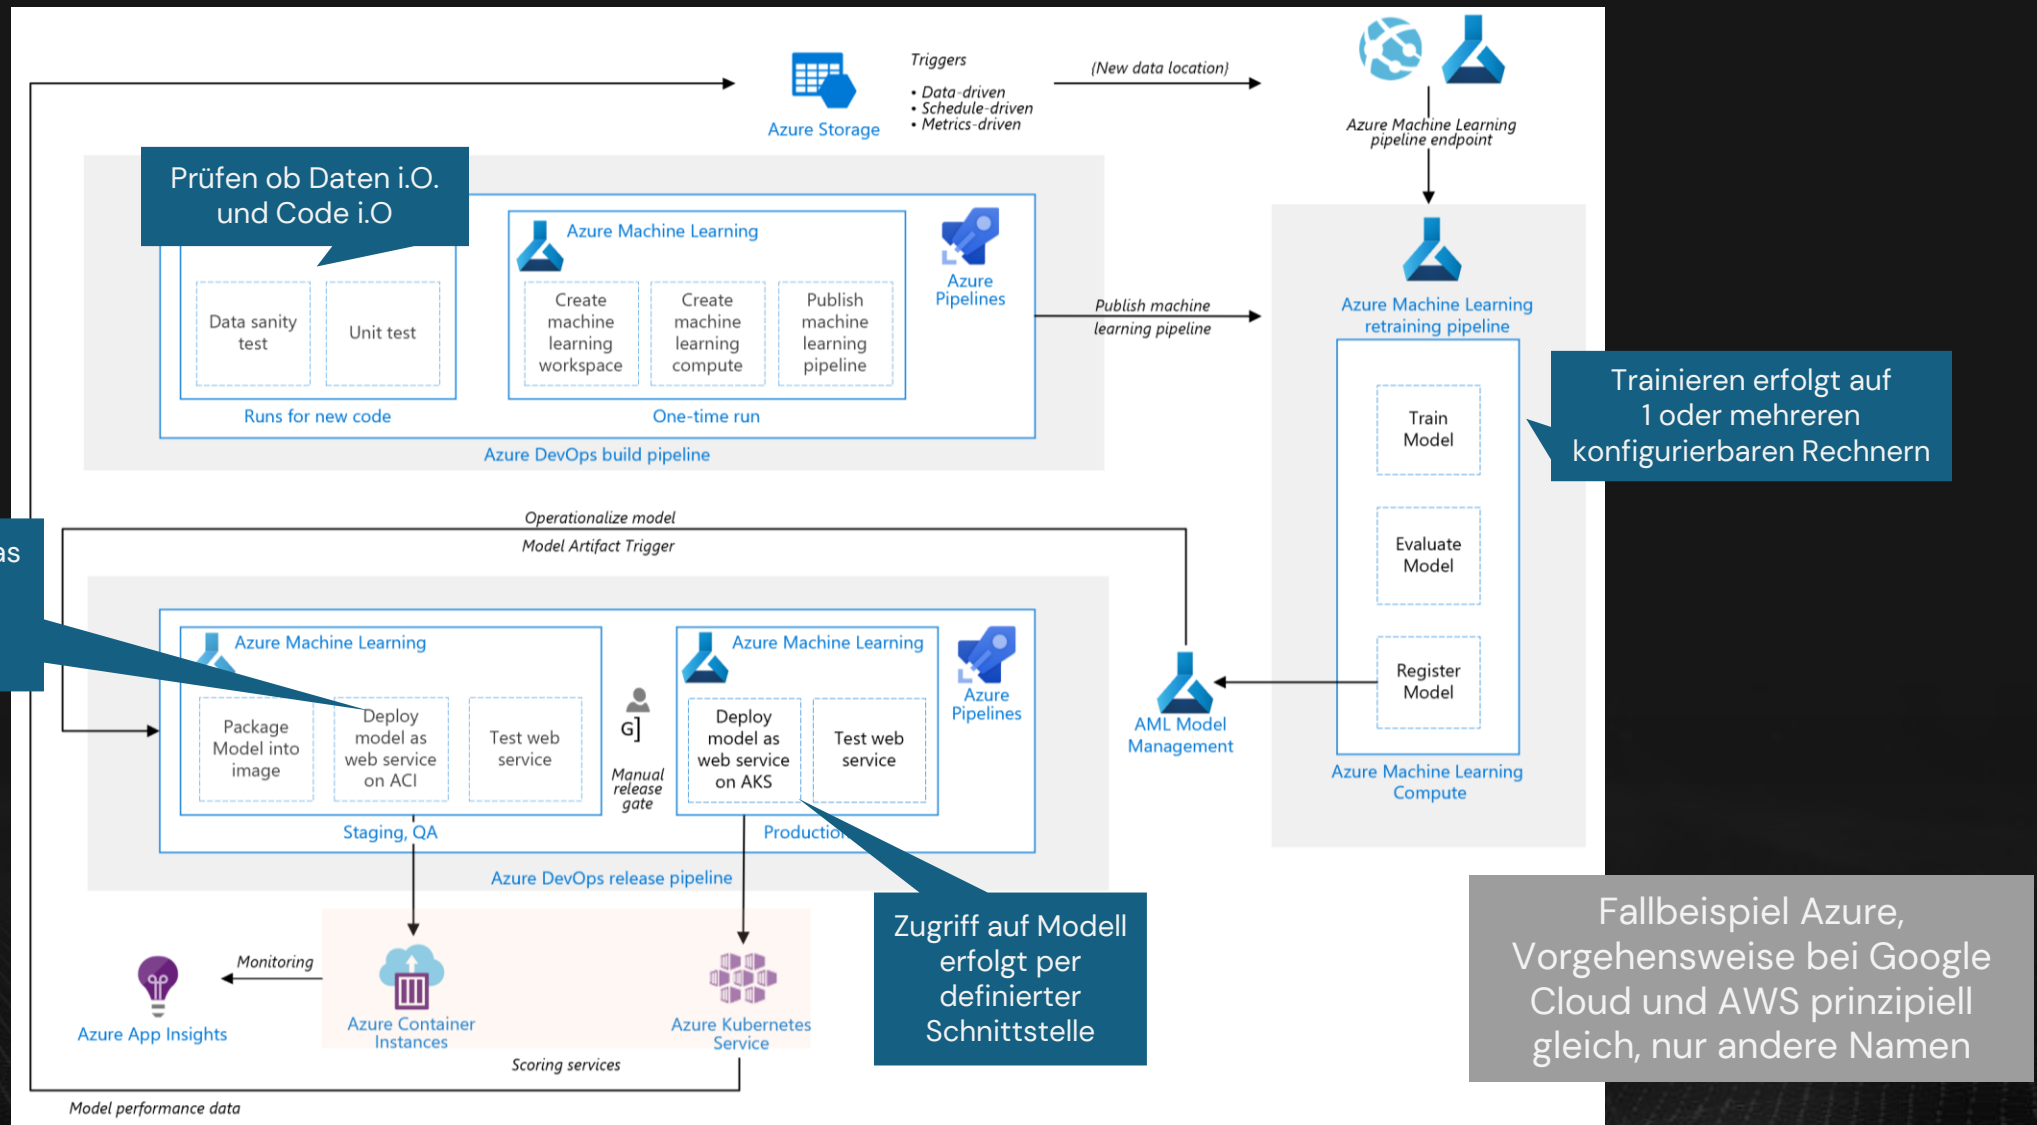 Triggers
• Data-driven
• Schedule-driven
• Metrics-driven
Azure Storage
(New data location)
Azure Machine Learning
pipeline endpoint
Prüfen ob Daten i.O.
und Code i.O
Data sanity
test
Unit test
Runs for new code
Azure Machine Learning
Create
machine
learning
workspace
Create
machine
learning
compute
Publish
machine
learning
pipeline
One-time run
Azure
Pipelines
Azure DevOps build pipeline
Publish machine
learning pipeline
Azure Machine Learning
retraining pipeline
Train
Model
Evaluate
Model
Register
Model
Azure Machine Learning
Compute
Trainieren erfolgt auf
1 oder mehreren
konfigurierbaren Rechnern
Operationalize model
Model Artifact Trigger
AML Model
Management
Azure Machine Learning
Package
Model into
image
Deploy
model as
web service
on ACI
Test web
service
Staging, QA
G]
Manual
release
gate
Azure Machine Learning
Deploy
model as
web service
on AKS
Test web
service
Azure
Pipelines
Azure DevOps release pipeline
Zugriff auf Modell
erfolgt per
definierter
Schnittstelle
Monitoring
Azure App Insights
Azure Container
Instances
Azure Kubernetes
Service
Scoring services
Model performance data
Fallbeispiel Azure,
Vorgehensweise bei Google
Cloud und AWS prinzipiell
gleich, nur andere Namen